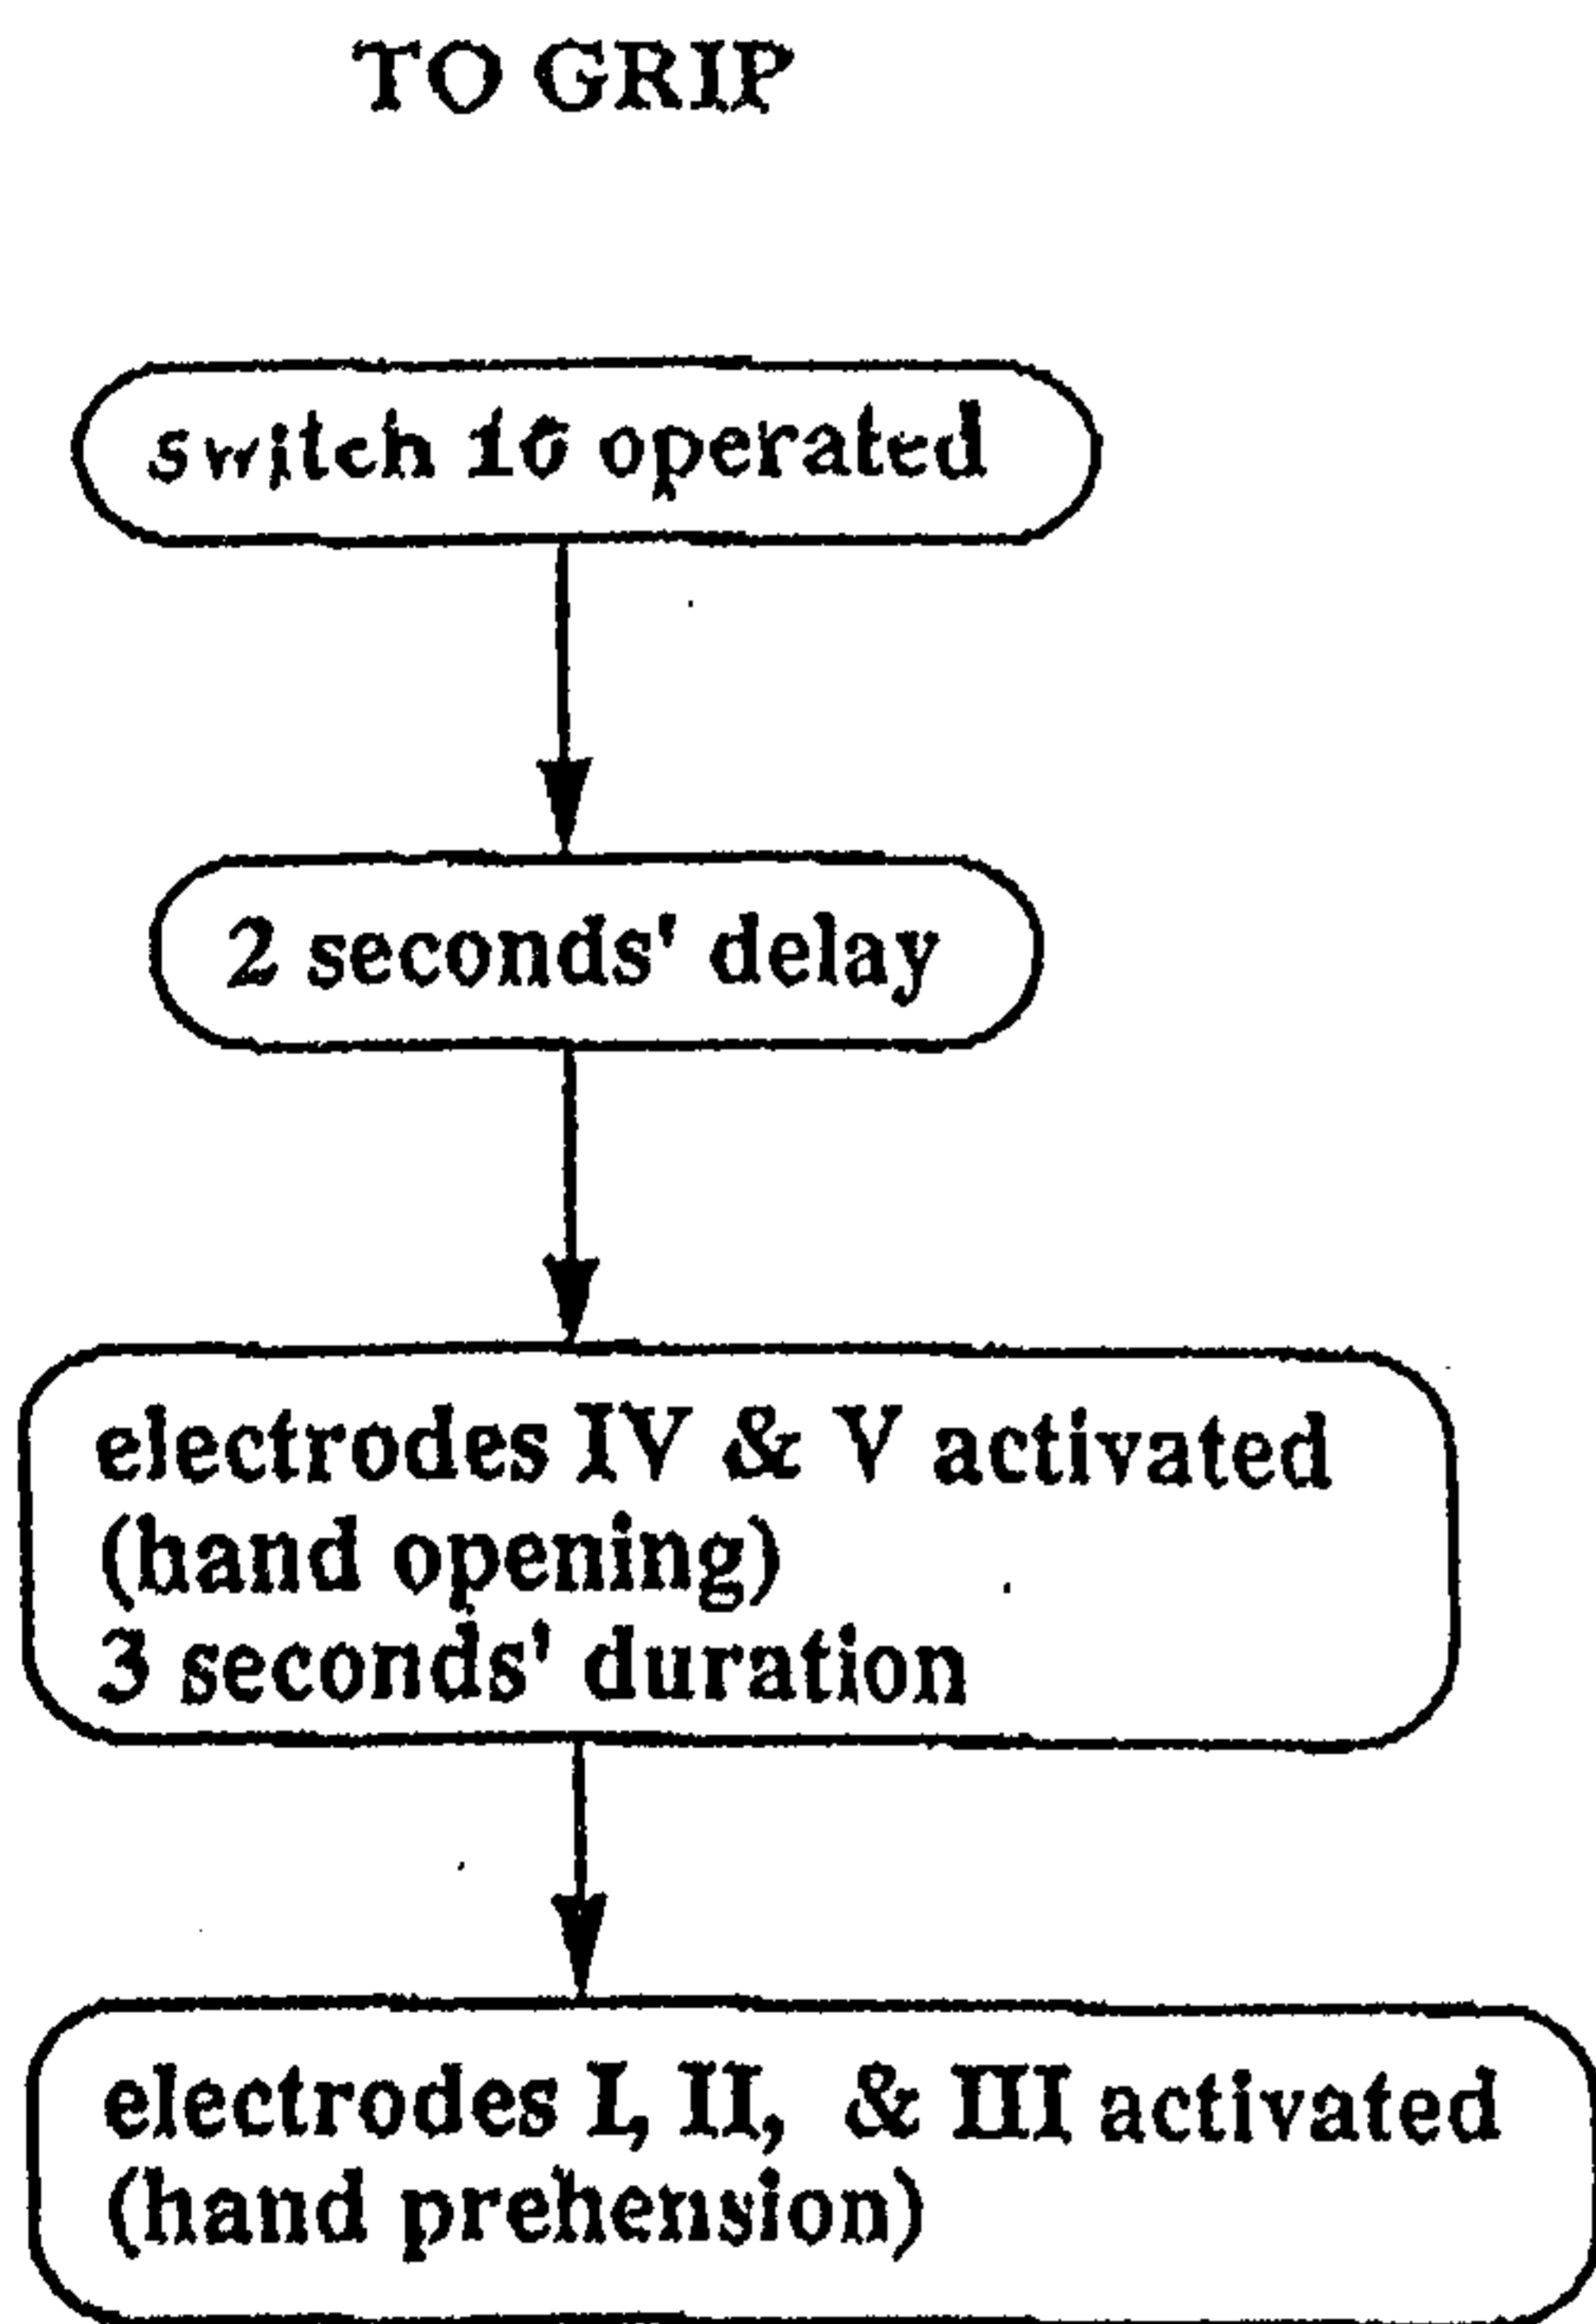 TO GRIP
switch 16 operated
2 seconds' delay
electrodes IV & V activated
(hand opening)
3 seconds' duration
electrodes I, II, & III activated
(hand prehension)